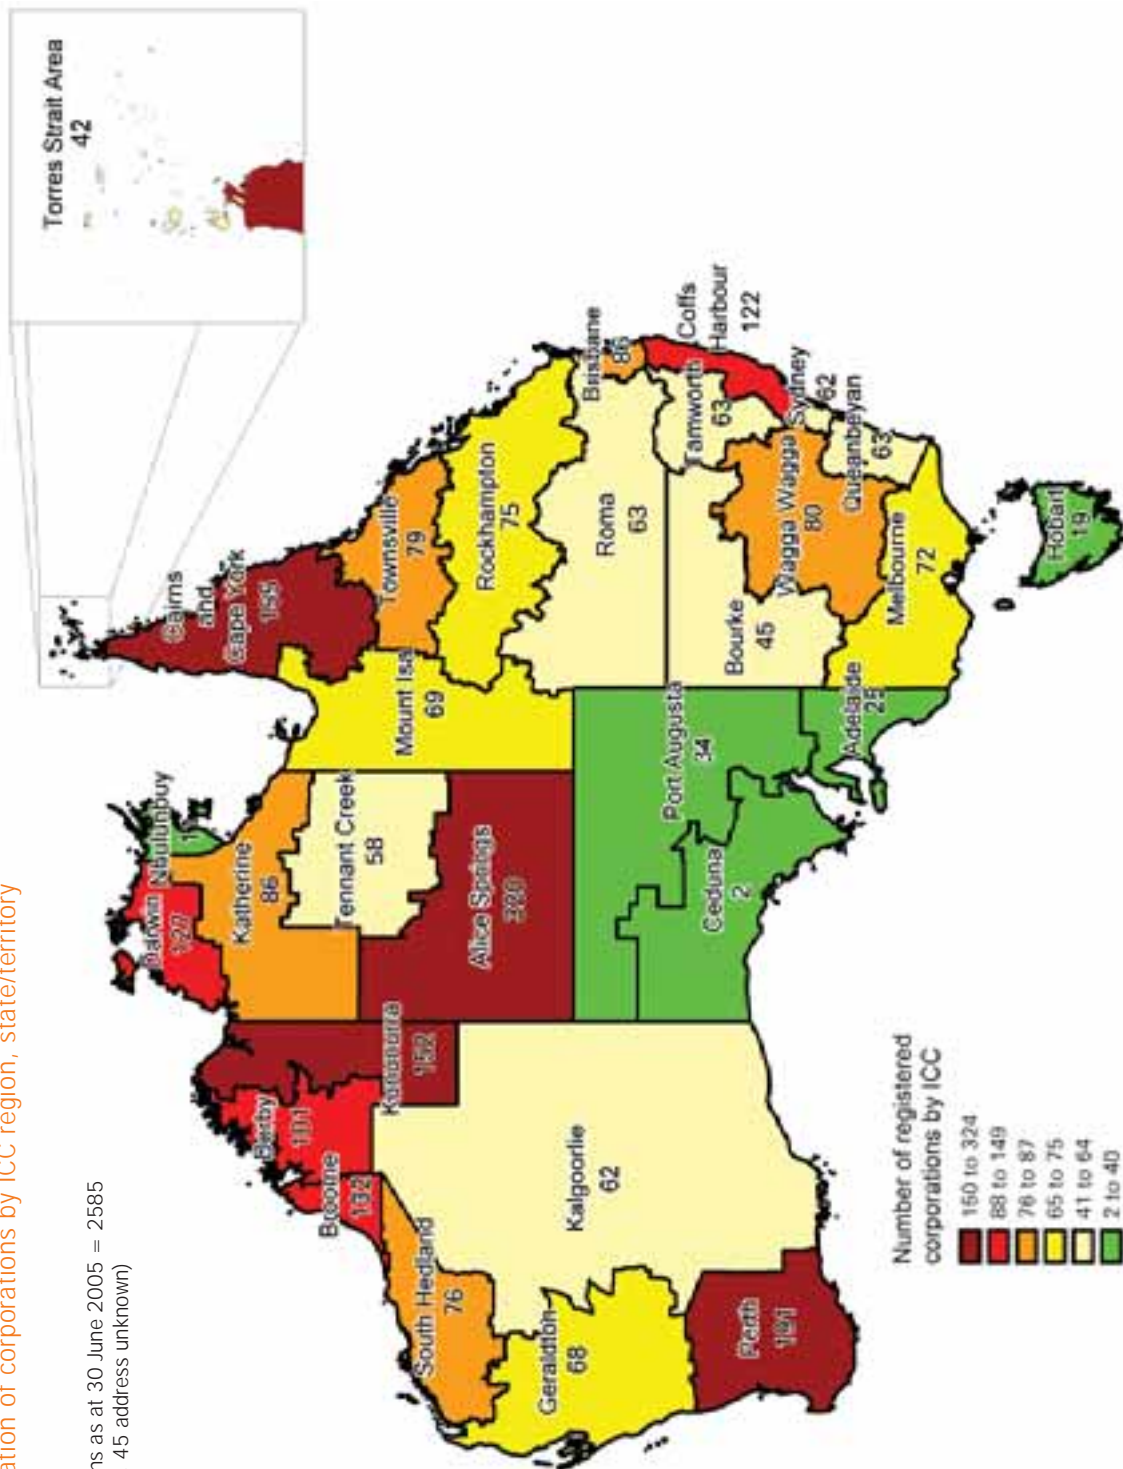 ation of corporations by ICC region, state/territory
ns as at 30 June 2005 = 2585
45 address unknown)
Torres Strait Area
42
Cairns
and
Cape York
Nhulunbuy
Darwin
127
Katherine
86
Tennant Creek
58
Alice Springs
Mount Isa
69
Townsville
79
Rockhampton
75
Roma
63
Brisbane
86
Coffs
Harbour
122
Tamworth
63
Sydney
62
Queanbeyan
63
Wagga Wagga
80
Bourke
45
Melbourne
72
Hobart
19
Adelaide
25
Port Augusta
34
Ceduna
2
Kununurra
152
Derby
101
Broome
132
South Hedland
76
Kalgoorlie
62
Geraldton
68
Perth
191
Number of registered
corporations by ICC
150 to 324
88 to 149
76 to 87
65 to 75
41 to 64
2 to 40